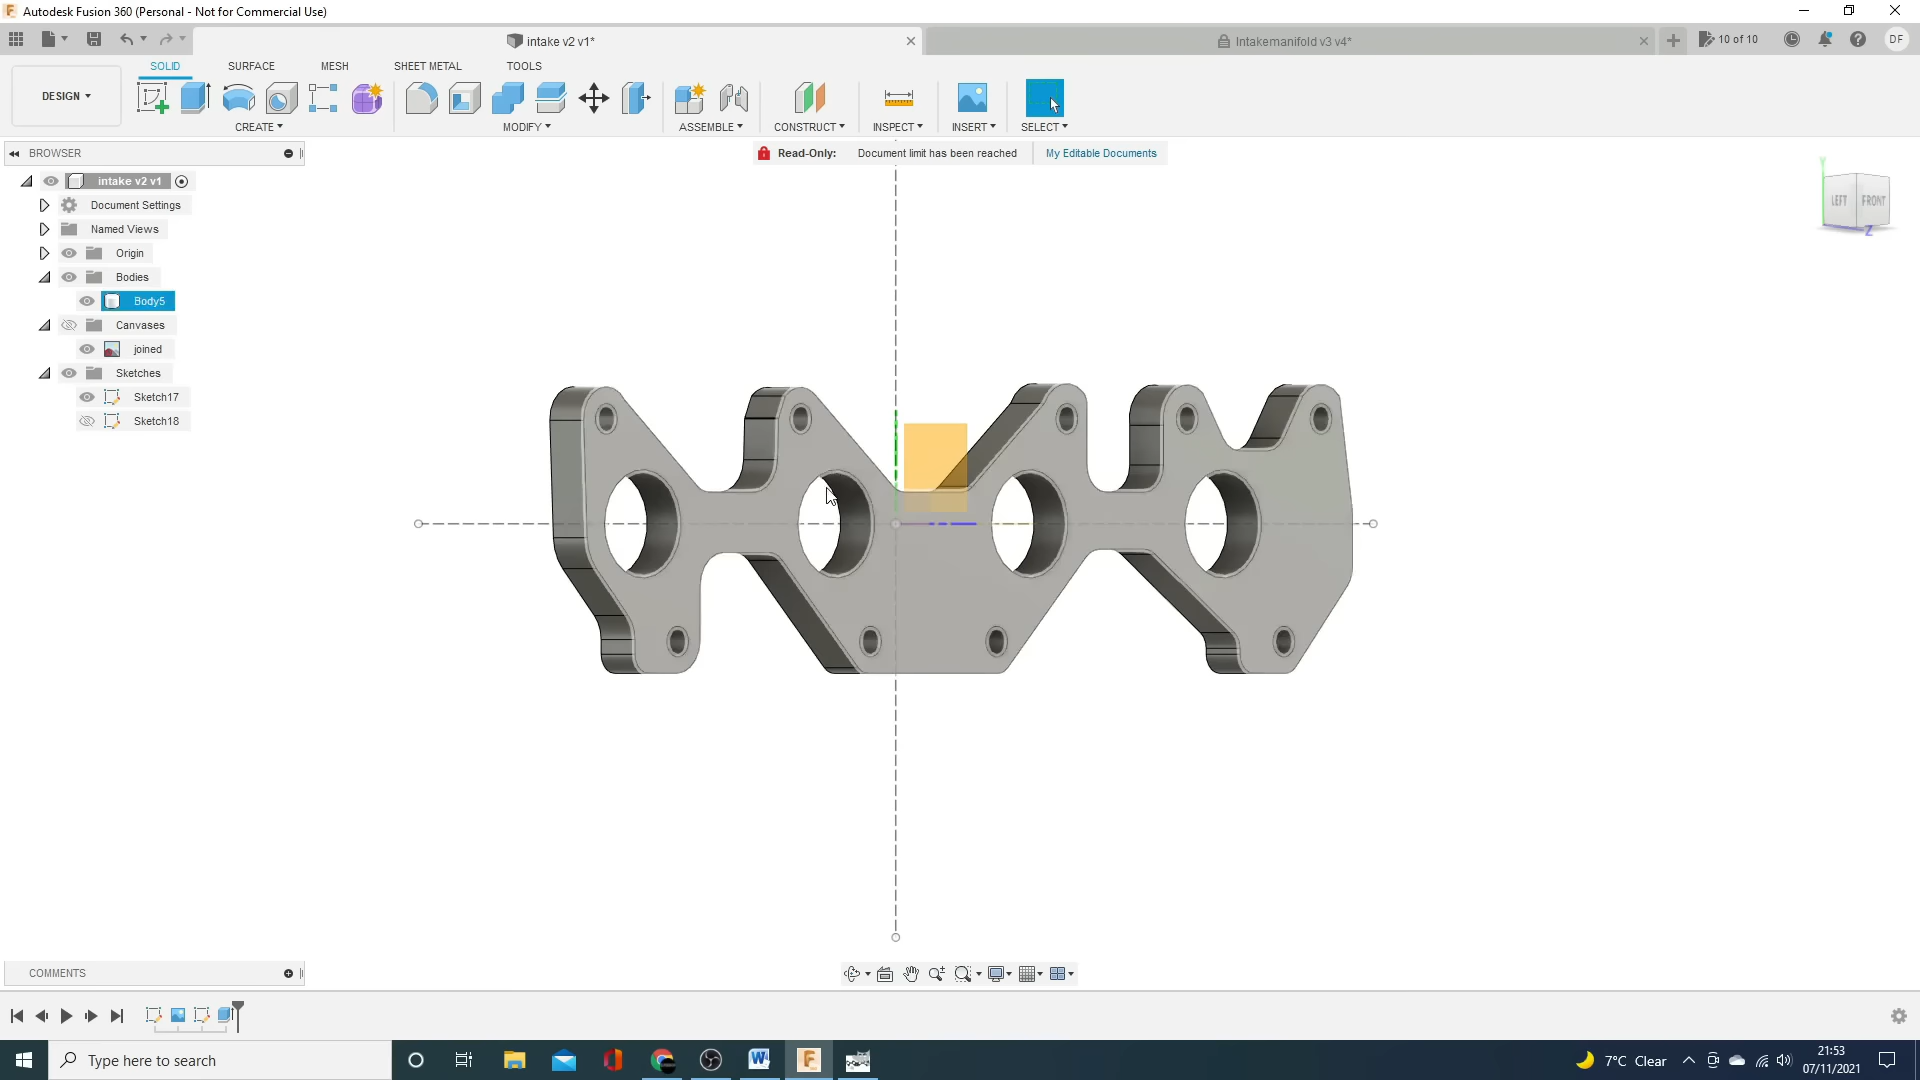 Autodesk Fusion 360 (Personal - Not for Commercial Use)
intake v2 v1*
Intakemanifold v3 v4*
10 of 10
DF
DESIGN
SOLID
SURFACE
MESH
SHEET METAL
TOOLS
CREATE
MODIFY
ASSEMBLE
CONSTRUCT
INSPECT
INSERT
SELECT
BROWSER
Read-Only:
Document limit has been reached
My Editable Documents
intake v2 v1
Document Settings
Named Views
Origin
Bodies
Body5
Canvases
joined
Sketches
Sketch17
Sketch18
LEFT
FRONT
Z
COMMENTS
Type here to search
7°C Clear
21:53
07/11/2021